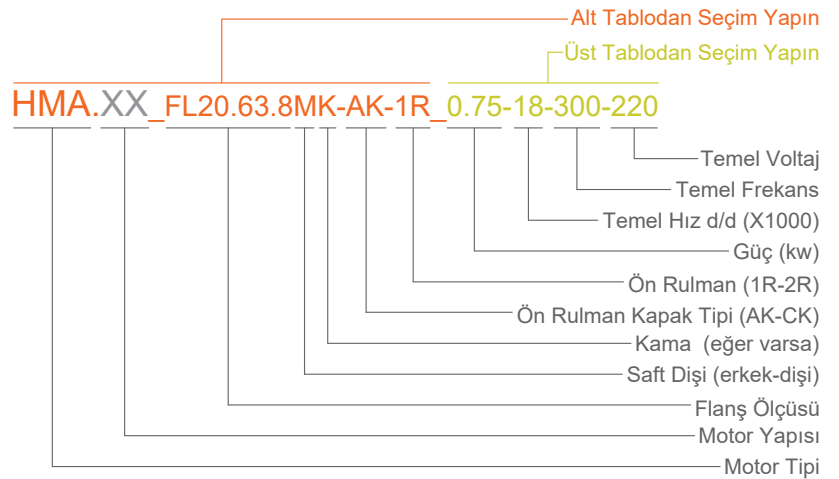 Alt Tablodan Seçim Yapın
Üst Tablodan Seçim Yapın
HMA.XX_FL20.63.8MK-AK-1R_0.75-18-300-220
Temel Voltaj
Temel Frekans
Temel Hız d/d (X1000)
Güç (kw)
Ön Rulman (1R-2R)
Ön Rulman Kapak Tipi (AK-CK)
Kama (eğer varsa)
Saft Dişi (erkek-dişi)
Flanş Ölçüsü
Motor Yapısı
Motor Tipi